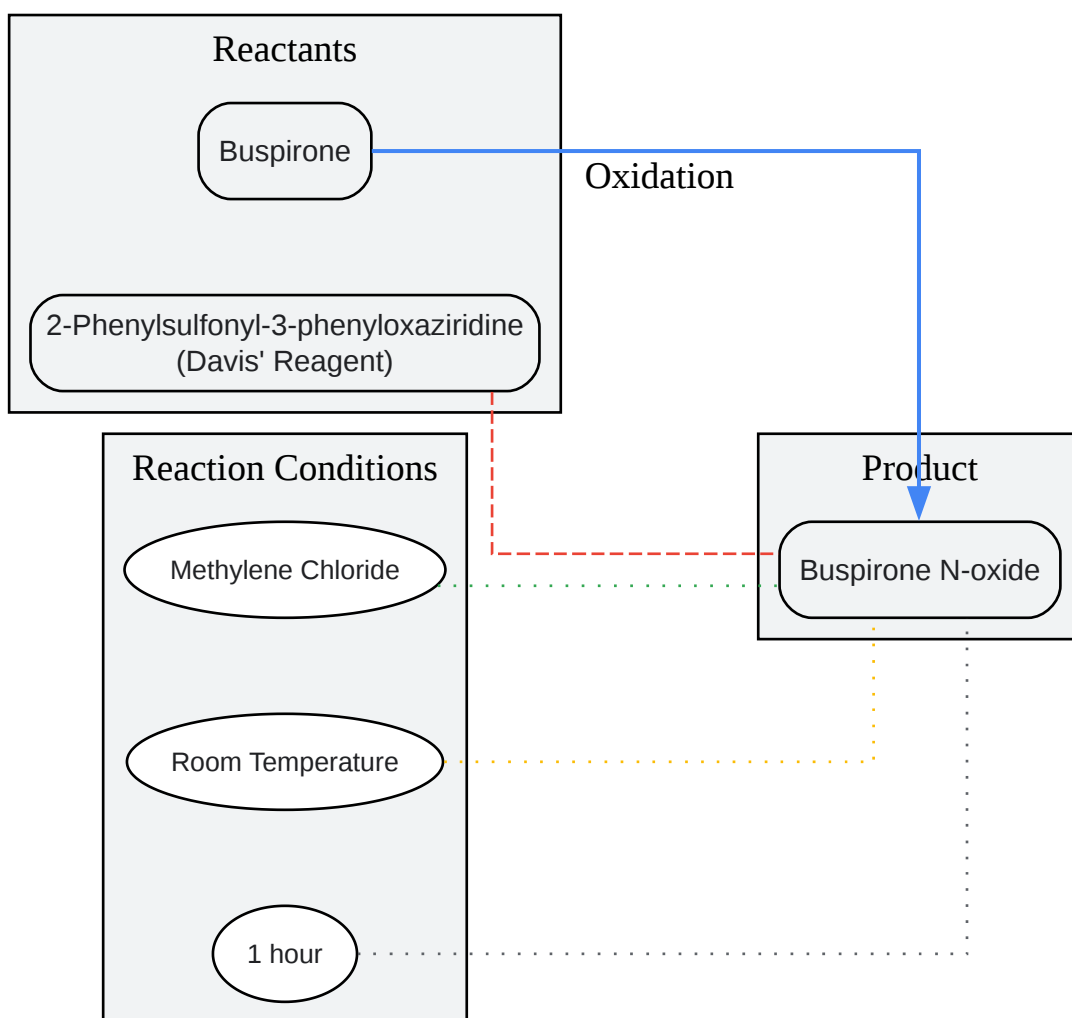 Reactants
Buspirone
Oxidation
2-Phenylsulfonyl-3-phenyloxaziridine
(Davis' Reagent)
Reaction Conditions
Product
Methylene Chloride
Buspirone N-oxide
Room Temperature
1 hour